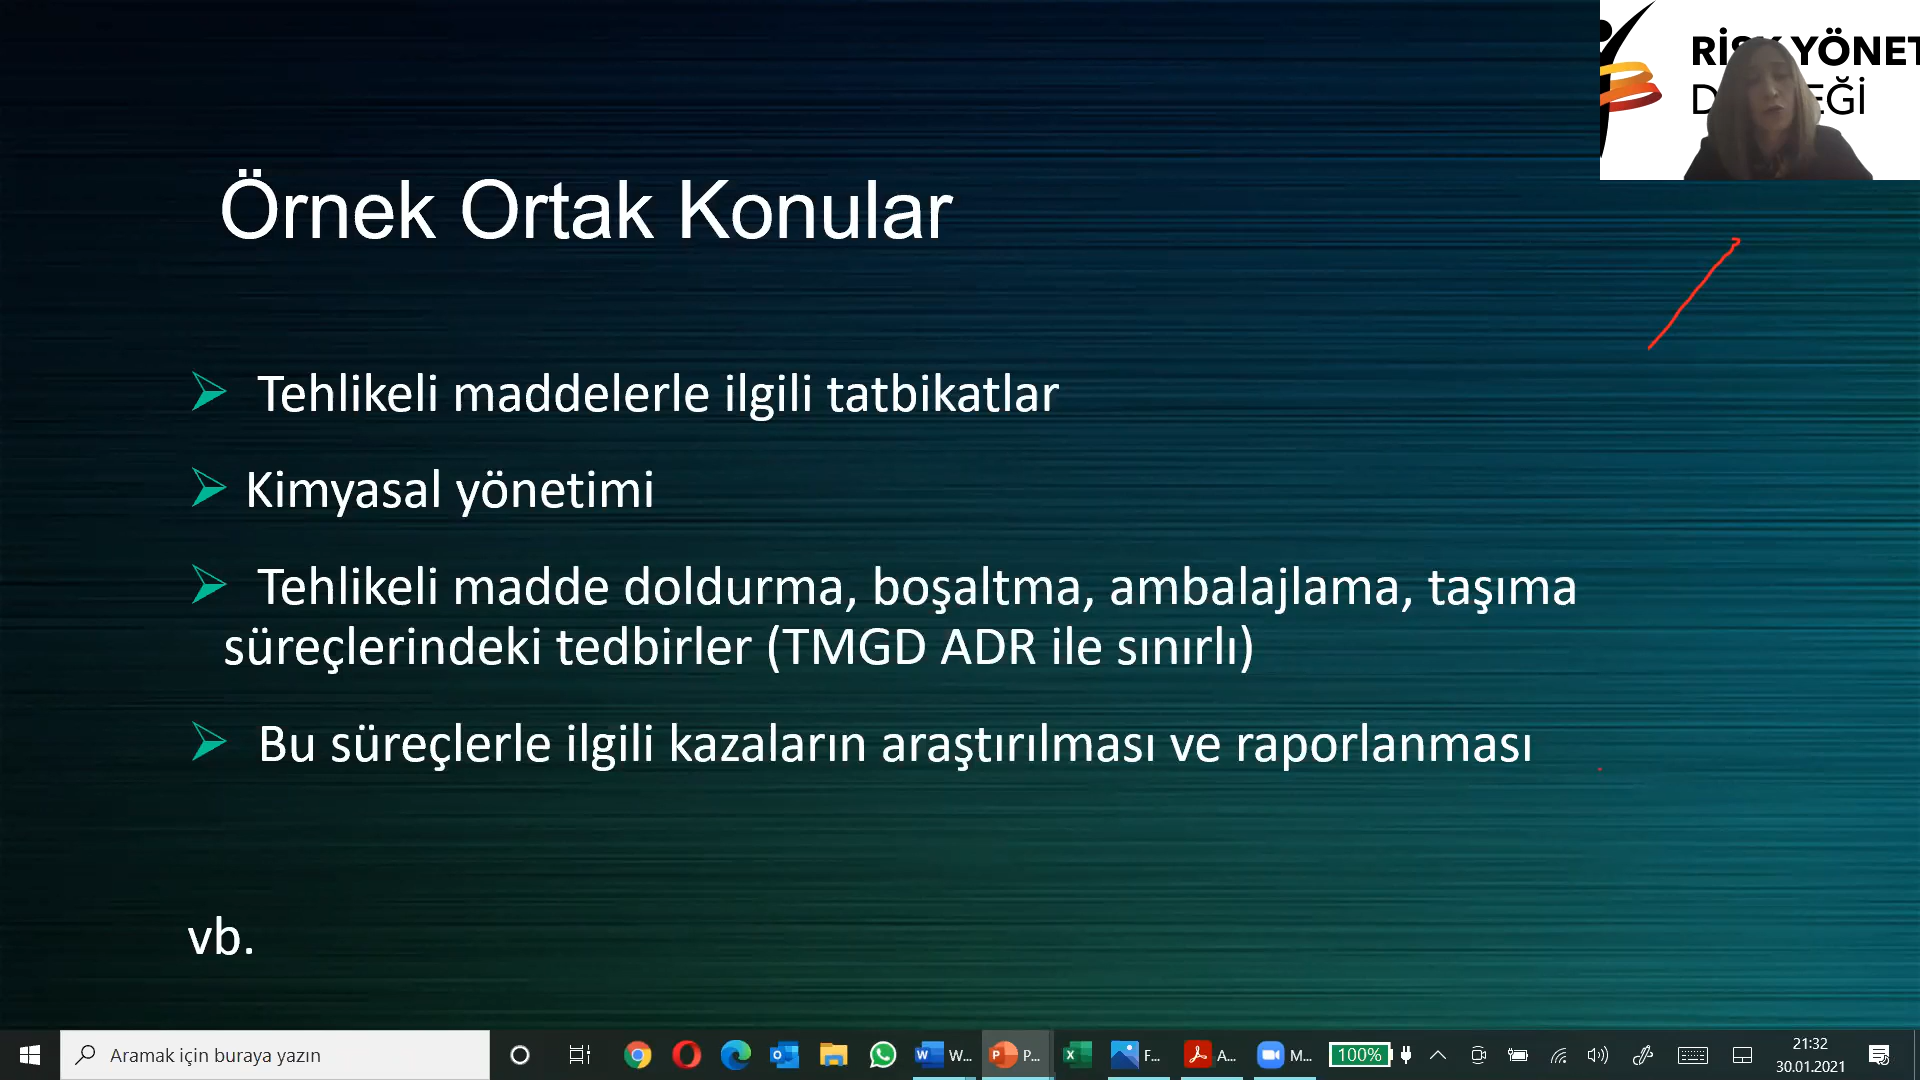 RİSK YÖNET
Örnek Ortak Konular
Tehlikeli maddelerle ilgili tatbikatlar
Kimyasal yönetimi
Tehlikeli madde doldurma, boşaltma, ambalajlama, taşıma
süreçlerindeki tedbirler (TMGD ADR ile sınırlı)
Bu süreçlerle ilgili kazaların araştırılması ve raporlanması
vb.
Aramak için buraya yazın
W...
P...
F...
A...
M...
100%
21:32
30.01.2021